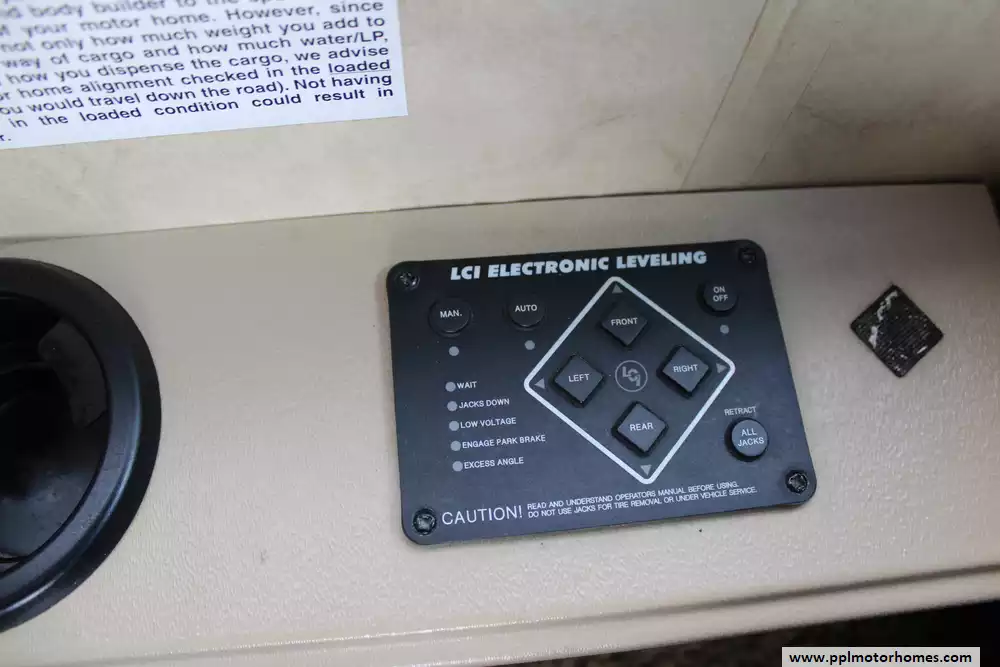 body builder to the
your motor home. However, since
not only how much weight you add to
way of cargo and how much water/LP,
how you dispense the cargo, we advise
home alignment checked in the loaded
you would travel down the road). Not having
in the loaded condition could result in
LCI ELECTRONIC LEVELING
MAN.
AUTO
ON
OFF
FRONT
LEFT
LCI
RIGHT
REAR
WAIT
JACKS DOWN
LOW VOLTAGE
ENGAGE PARK BRAKE
EXCESS ANGLE
RETRACT
ALL
JACKS
CAUTION! READ AND UNDERSTAND OPERATORS MANUAL BEFORE USING.
DO NOT USE JACKS FOR TIRE REMOVAL OR UNDER VEHICLE SERVICE.
www.pplmotorhomes.com